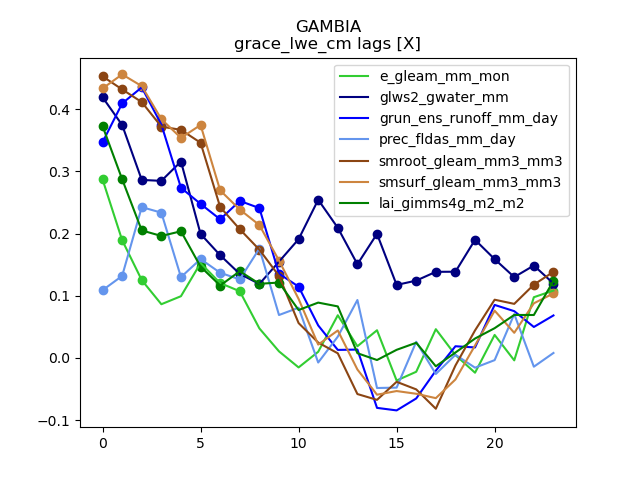 GAMBIA
grace_lwe_cm lags [X]
e_gleam_mm_mon
glws2_gwater_mm
grun_ens_runoff_mm_day
prec_fldas_mm_day
smroot_gleam_mm3_mm3
smsurf_gleam_mm3_mm3
lai_gimms4g_m2_m2
0.4
0.3
0.2
0.1
0.0
−0.1
0 5 10 15 20